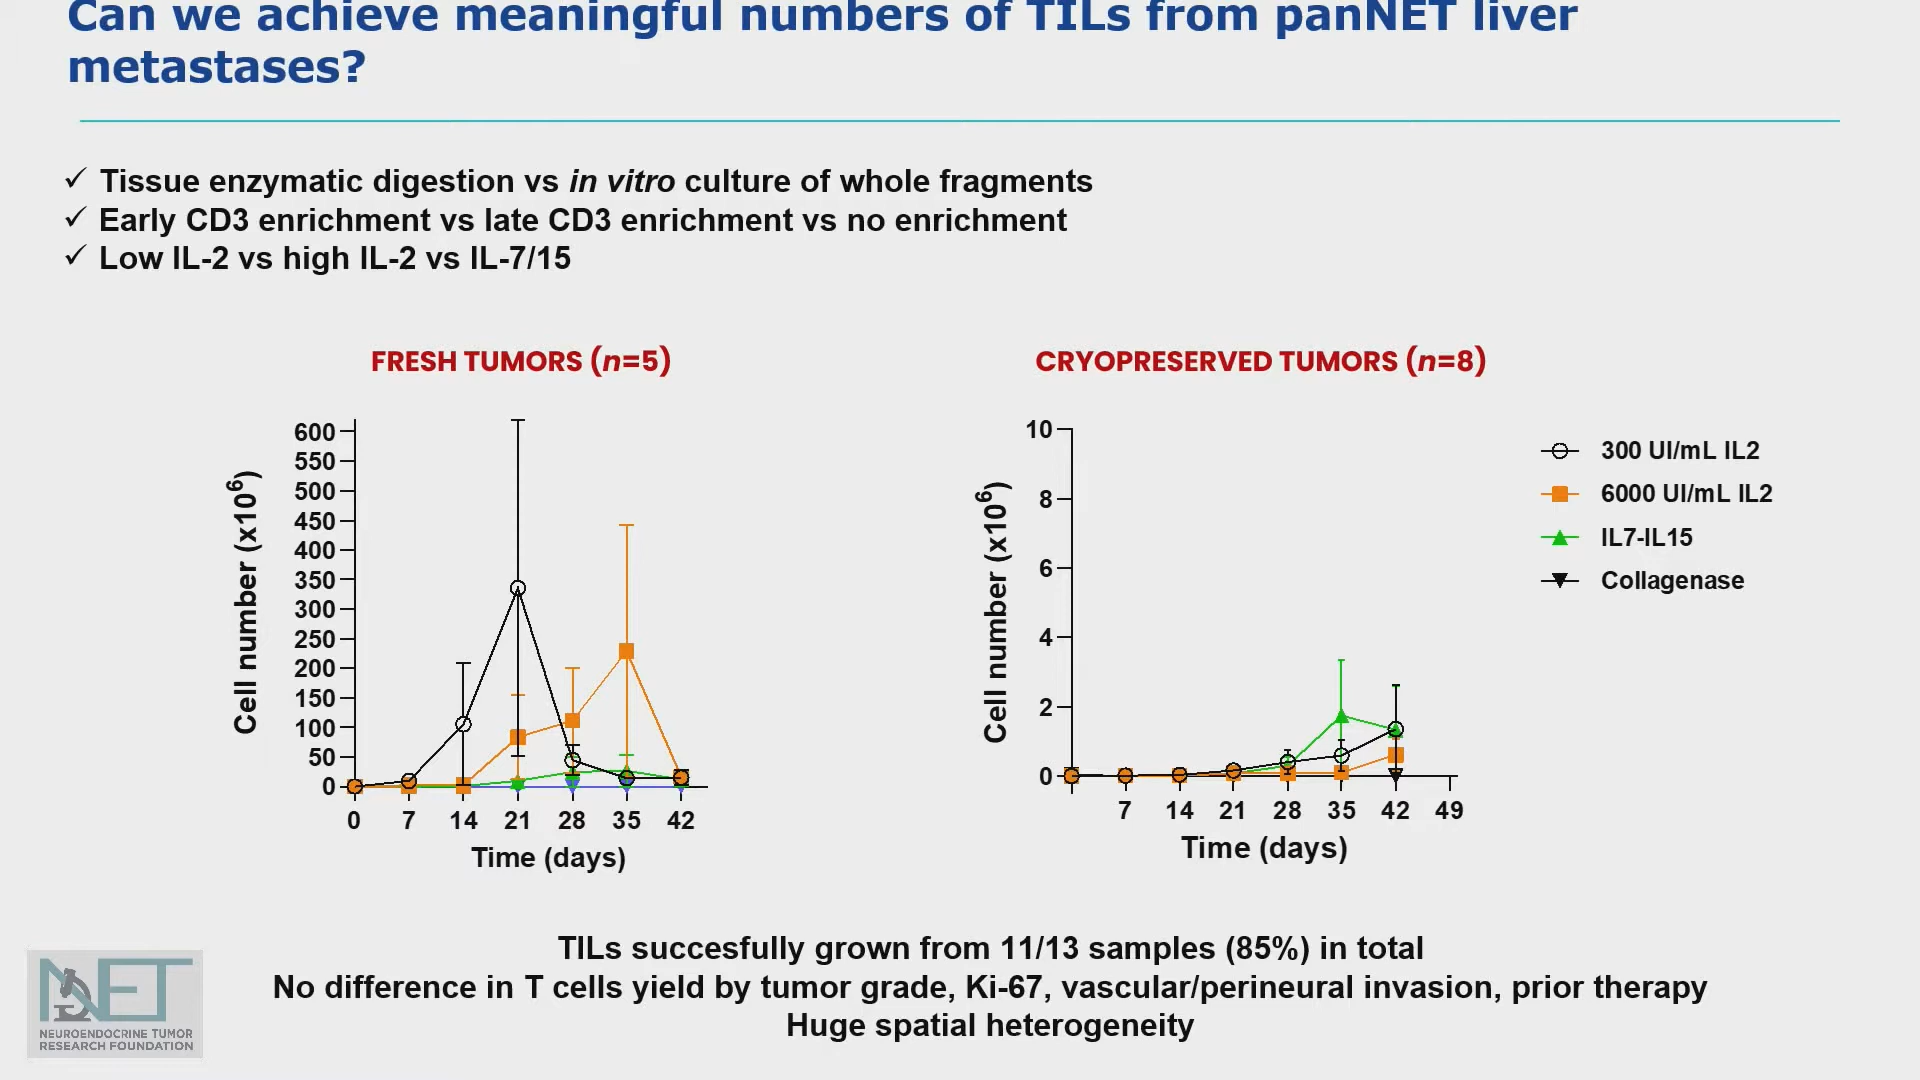 Can we achieve meaningful numbers of TILs from panNET liver
metastases?
✓ Tissue enzymatic digestion vs in vitro culture of whole fragments
✓ Early CD3 enrichment vs late CD3 enrichment vs no enrichment
✓ Low IL-2 vs high IL-2 vs IL-7/15
FRESH TUMORS (n=5)
Cell number (x10⁶)
600
550
500
450
400
350
300
250
200
150
100
50
0
0 7 14 21 28 35 42
Time (days)
CRYOPRESERVED TUMORS (n=8)
Cell number (x10⁶)
10
8
6
4
2
0
7 14 21 28 35 42 49
Time (days)
300 UI/mL IL2
6000 UI/mL IL2
IL7-IL15
Collagenase
TILs succesfully grown from 11/13 samples (85%) in total
No difference in T cells yield by tumor grade, Ki-67, vascular/perineural invasion, prior therapy
Huge spatial heterogeneity
NET
NEUROENDOCRINE TUMOR
RESEARCH FOUNDATION